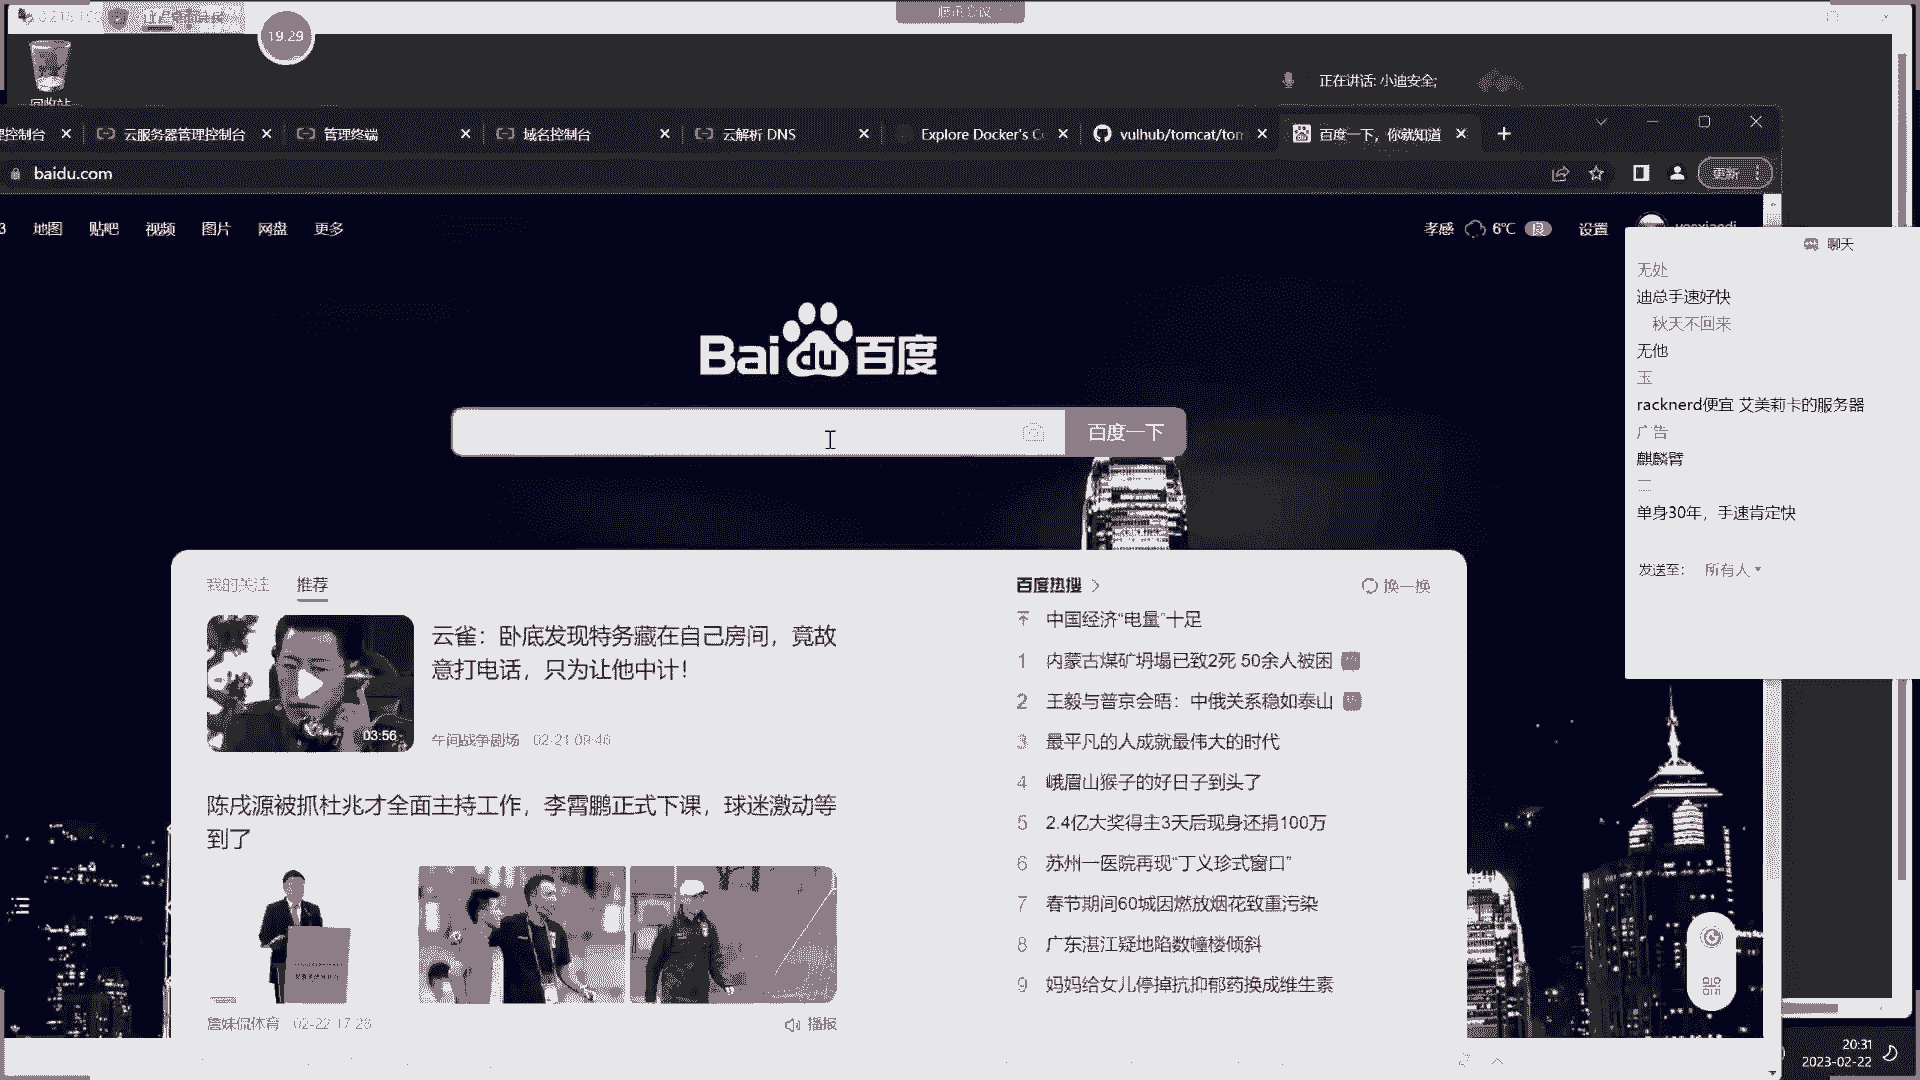 腾讯会议
19.29
回收站
正在讲话: 小迪安全;
理控制台
云服务器管理控制台
管理终端
域名控制台
云解析 DNS
Explore Docker's C
vulhub/tomcat/tom
百度一下，你就知道
baidu.com
更新
3
地图
贴吧
视频
图片
网盘
更多
孝感
6℃
良
设置
聊天
无处
迪总手速好快
秋天不回来
无他
玉
racknerd便宜 艾美莉卡的服务器
广告
麒麟臂
二
单身30年，手速肯定快
发送至：
所有人
Bai du 百度
百度一下
我的关注
推荐
云雀：卧底发现特务藏在自己房间，竟故
意打电话，只为让他中计！
03:56
午间战争剧场 02-21 09:46
陈戌源被抓杜兆才全面主持工作，李霄鹏正式下课，球迷激动等
到了
詹妹侃体育 02-22 17:26
播报
百度热搜
换一换
中国经济“电量”十足
1 内蒙古煤矿坍塌已致2死 50余人被困
2 王毅与普京会晤：中俄关系稳如泰山
3 最平凡的人成就最伟大的时代
4 峨眉山猴子的好日子到头了
5 2.4亿大奖得主3天后现身还捐100万
6 苏州一医院再现“丁义珍式窗口”
7 春节期间60城因燃放烟花致重污染
8 广东湛江疑地陷数幢楼倾斜
9 妈妈给女儿停掉抗抑郁药换成维生素
20:31
2023-02-22